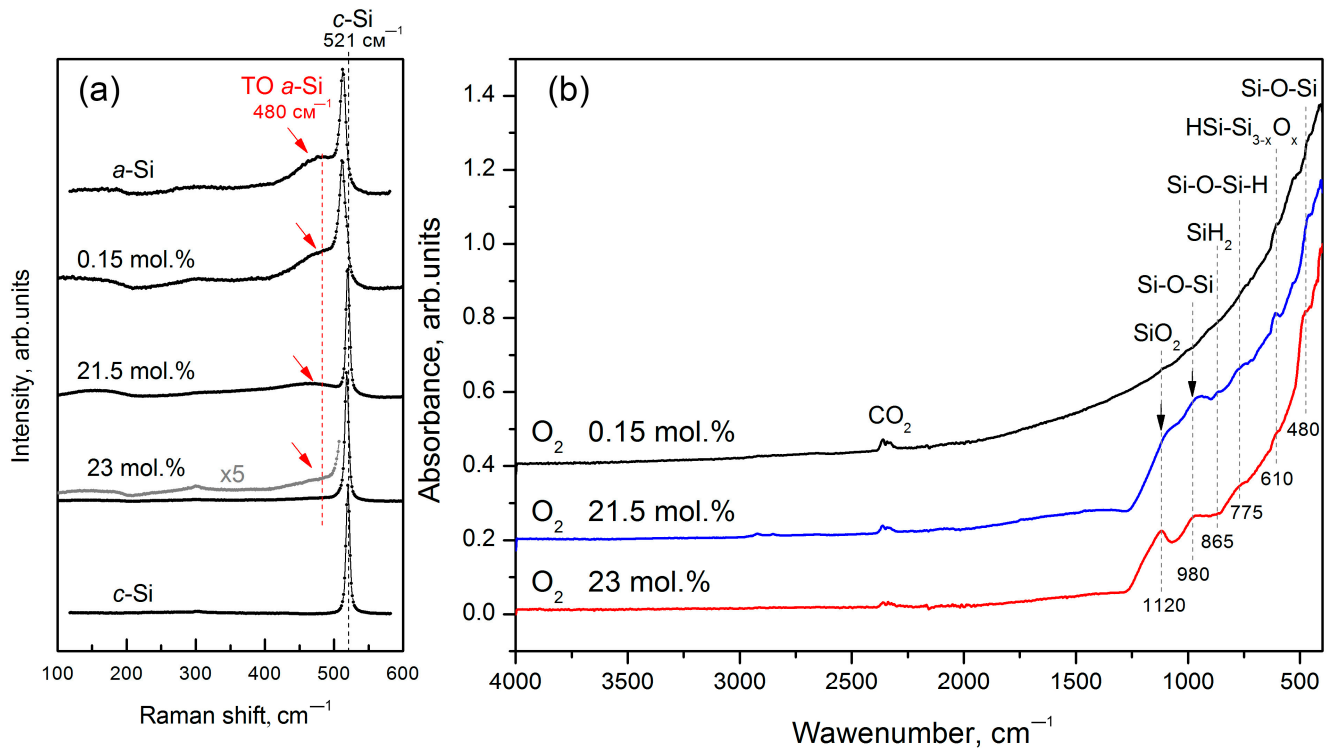 (a)
c-Si
521 см⁻¹
TO a-Si
480 см⁻¹
a-Si
0.15 mol.%
21.5 mol.%
23 mol.%
x5
c-Si
Intensity, arb.units
100 200 300 400 500 600
Raman shift, cm⁻¹
(b)
Absorbance, arb.units
1.4
1.2
1.0
0.8
0.6
0.4
0.2
0.0
Si-O-Si
HSi-Si₃₋ₓOₓ
Si-O-Si-H
SiH₂
Si-O-Si
SiO₂
CO₂
O₂ 0.15 mol.%
O₂ 21.5 mol.%
O₂ 23 mol.%
480
610
775
865
980
1120
4000 3500 3000 2500 2000 1500 1000 500
Wawenumber, cm⁻¹